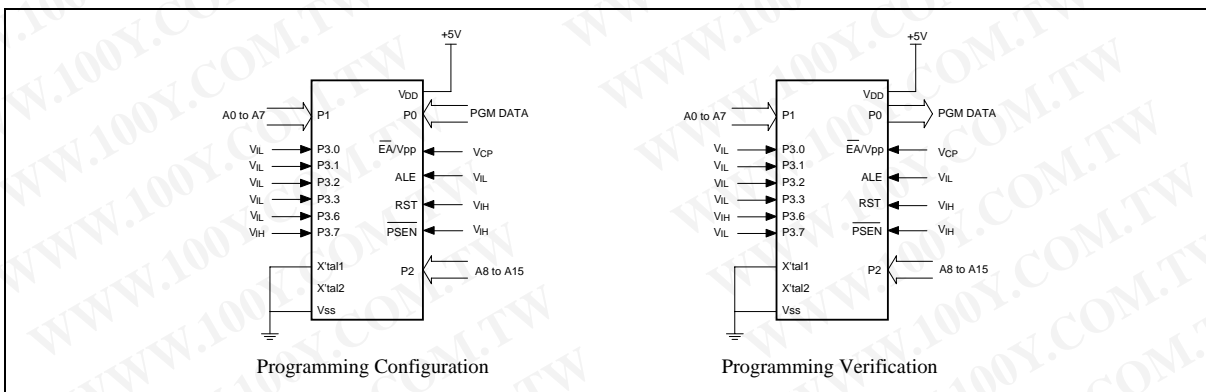 +5V
VDD
A0 to A7
P1
P0
PGM DATA
VIL
P3.0
EA/Vpp
VCP
VIL
P3.1
VIL
P3.2
ALE
VIL
VIL
P3.3
RST
VIH
VIL
P3.6
VIH
P3.7
PSEN
VIH
X'tal1
P2
A8 to A15
X'tal2
Vss
Programming Configuration
+5V
VDD
A0 to A7
P1
P0
PGM DATA
VIL
P3.0
EA/Vpp
VCP
VIL
P3.1
VIL
P3.2
ALE
VIL
VIL
P3.3
RST
VIH
VIH
P3.6
VIL
P3.7
PSEN
VIH
X'tal1
P2
A8 to A15
X'tal2
Vss
Programming Verification
WWW.100Y.COM.TW